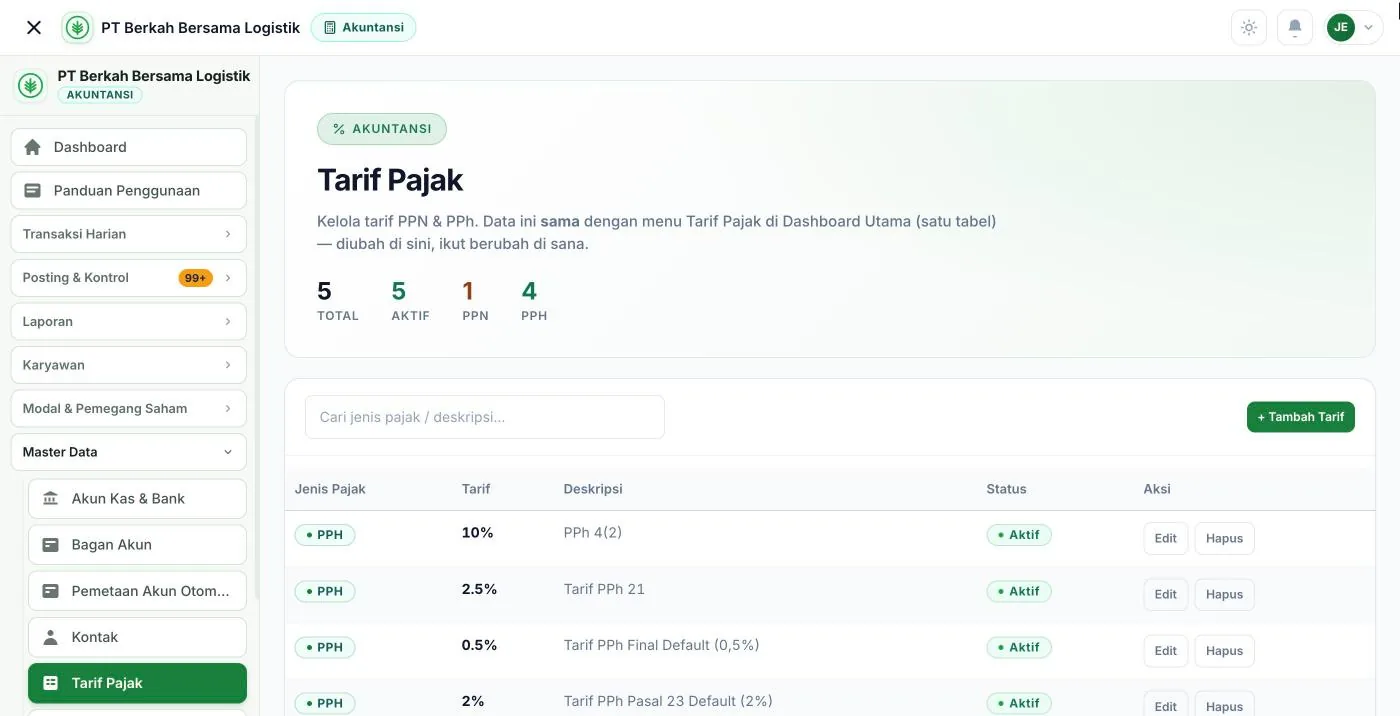 PT Berkah Bersama Logistik
Akuntansi
JE
PT Berkah Bersama Logistik
AKUNTANSI
Dashboard
Panduan Penggunaan
Transaksi Harian
Posting & Kontrol 99+
Laporan
Karyawan
Modal & Pemegang Saham
Master Data
Akun Kas & Bank
Bagan Akun
Pemetaan Akun Otom...
Kontak
Tarif Pajak
% AKUNTANSI
Tarif Pajak
Kelola tarif PPN & PPh. Data ini sama dengan menu Tarif Pajak di Dashboard Utama (satu tabel)
— diubah di sini, ikut berubah di sana.
5 5 1 4
TOTAL AKTIF PPN PPH
Cari jenis pajak / deskripsi...
+ Tambah Tarif
Jenis Pajak Tarif Deskripsi Status Aksi
• PPH 10% PPh 4(2) • Aktif Edit Hapus
• PPH 2.5% Tarif PPh 21 • Aktif Edit Hapus
• PPH 0.5% Tarif PPh Final Default (0,5%) • Aktif Edit Hapus
• PPH 2% Tarif PPh Pasal 23 Default (2%) • Aktif Edit Hapus